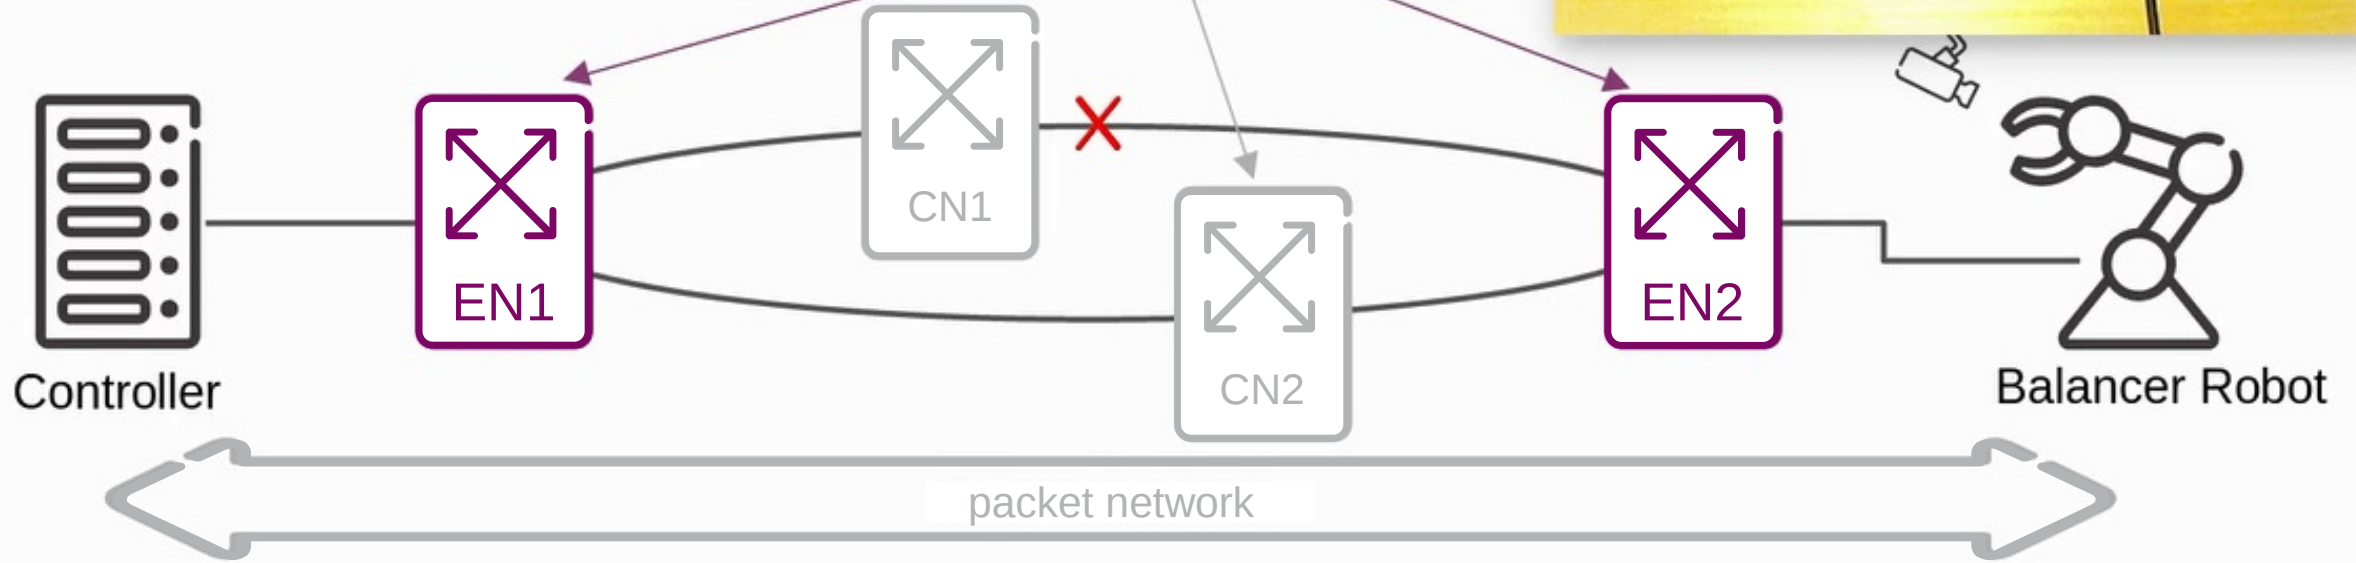 CN1
EN1
EN2
CN2
Controller
Balancer Robot
packet network